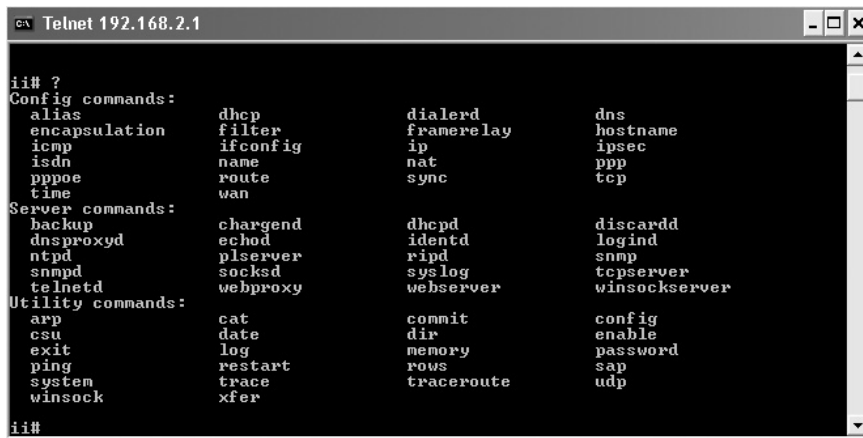 Telnet 192.168.2.1
ii# ?
Config commands:
alias dhcp dialerd dns
encapsulation filter framerelay hostname
icmp ifconfig ip ipsec
isdn name nat ppp
pppoe route sync tcp
time wan
Server commands:
backup chargend dhcpd discardd
dnsproxyd echod identd logind
ntpd plserver ripd snmp
snmpd socksd syslog tcpserver
telnetd webproxy webserver winsockserver
Utility commands:
arp cat commit config
csu date dir enable
exit log memory password
ping restart rows sap
system trace traceroute udp
winsock xfer
ii#